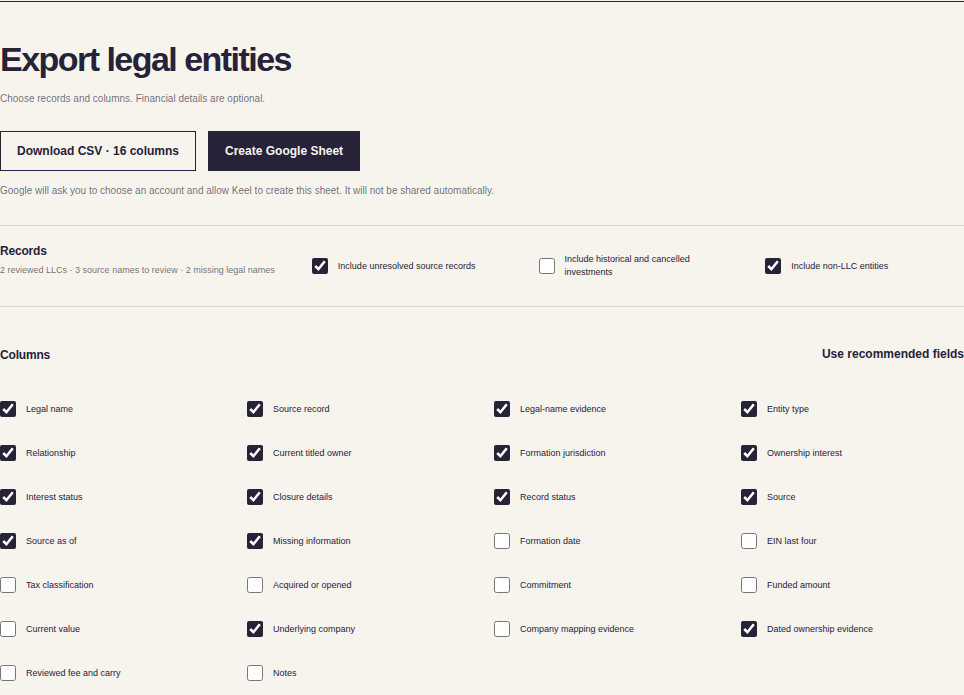 Export legal entities
Choose records and columns. Financial details are optional.
Download CSV · 16 columns
Create Google Sheet
Google will ask you to choose an account and allow Keel to create this sheet. It will not be shared automatically.
Records
2 reviewed LLCs · 3 source names to review · 2 missing legal names
Include unresolved source records
Include historical and cancelled
investments
Include non-LLC entities
Columns
Use recommended fields
Legal name
Source record
Legal-name evidence
Entity type
Relationship
Current titled owner
Formation jurisdiction
Ownership interest
Interest status
Closure details
Record status
Source
Source as of
Missing information
Formation date
EIN last four
Tax classification
Acquired or opened
Commitment
Funded amount
Current value
Underlying company
Company mapping evidence
Dated ownership evidence
Reviewed fee and carry
Notes